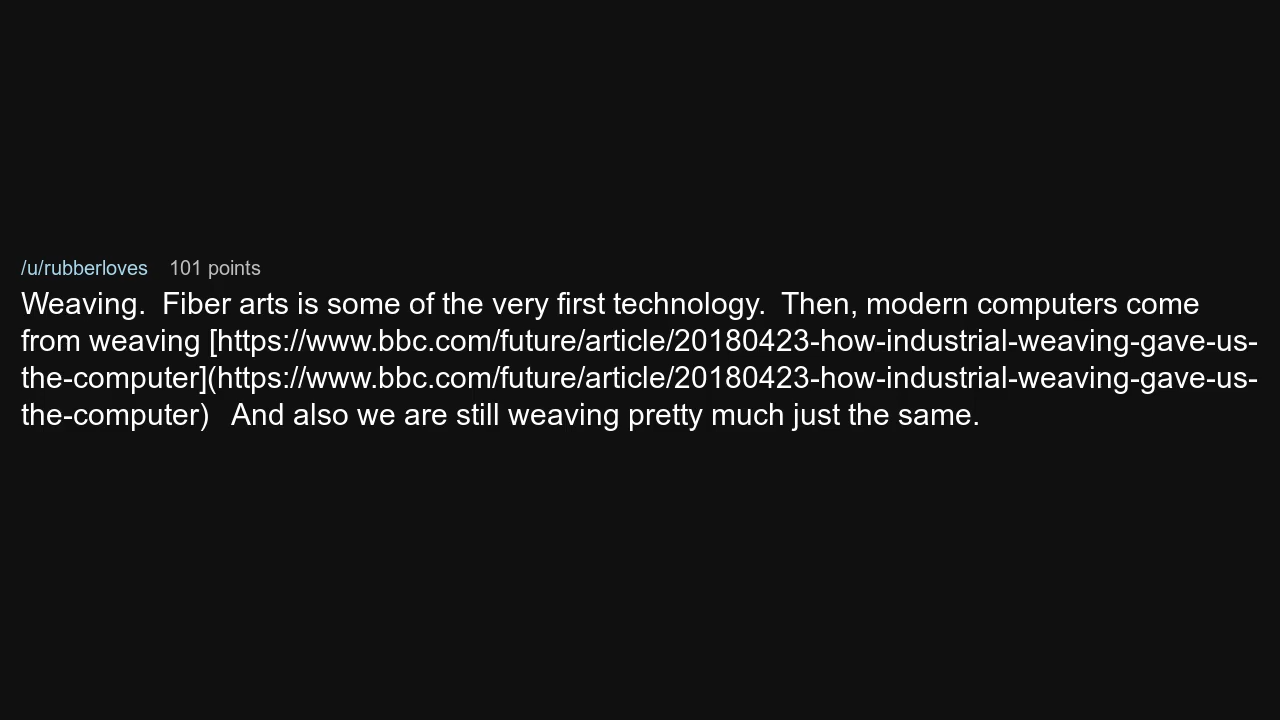 /u/rubberloves 101 points
Weaving.  Fiber arts is some of the very first technology.  Then, modern computers come
from weaving [https://www.bbc.com/future/article/20180423-how-industrial-weaving-gave-us-
the-computer](https://www.bbc.com/future/article/20180423-how-industrial-weaving-gave-us-
the-computer)   And also we are still weaving pretty much just the same.